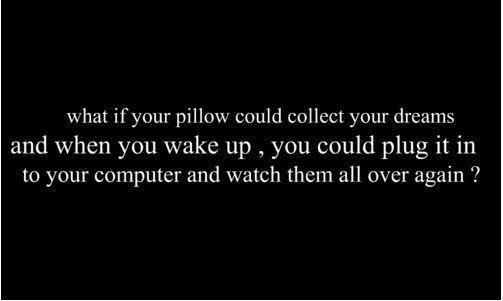 what if your pillow could collect your dreams
and when you wake up , you could plug it in
to your computer and watch them all over again ?